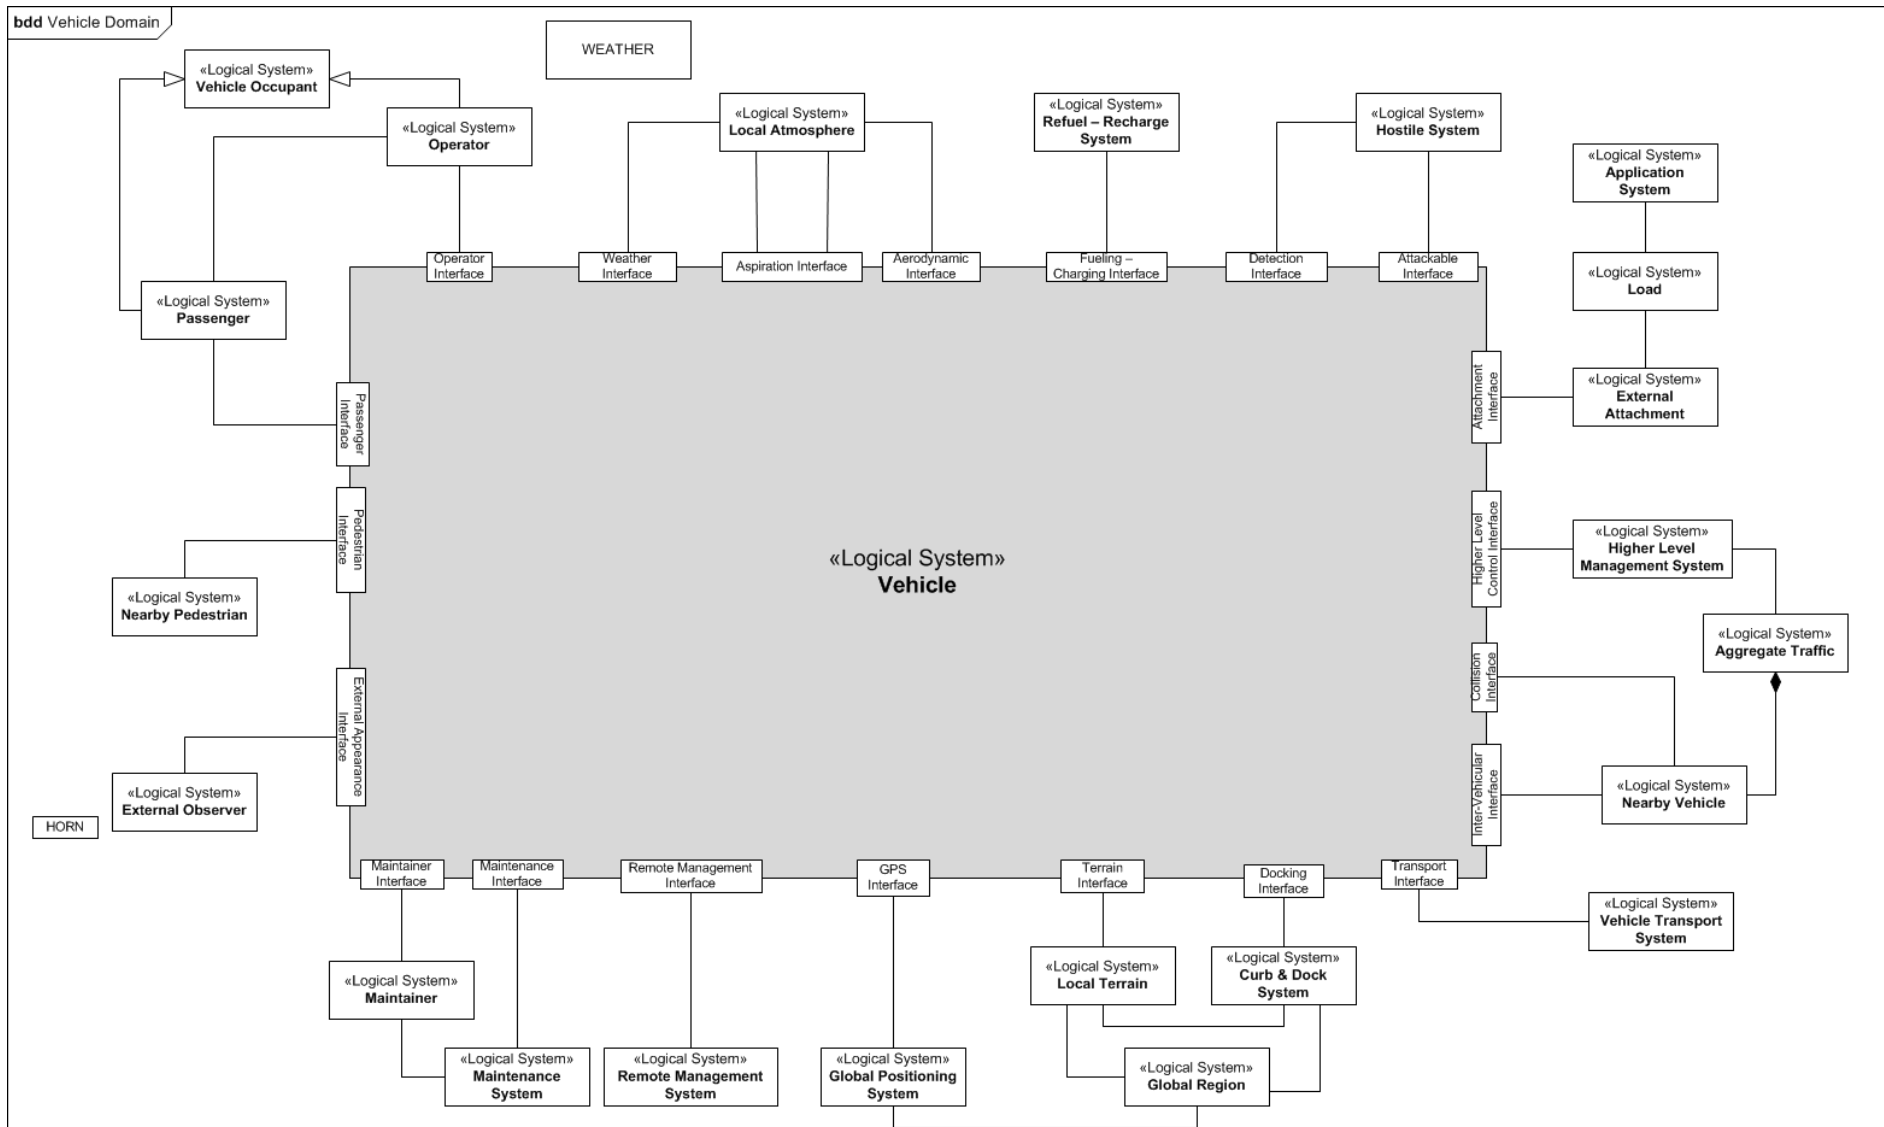 bdd Vehicle Domain
WEATHER
«Logical System»
Vehicle Occupant
«Logical System»
Operator
«Logical System»
Local Atmosphere
«Logical System»
Refuel – Recharge
System
«Logical System»
Hostile System
«Logical System»
Application
System
Operator
Interface
Weather
Interface
Aspiration Interface
Aerodynamic
Interface
Fueling –
Charging Interface
Detection
Interface
Attackable
Interface
«Logical System»
Load
«Logical System»
Passenger
Passenger
Interface
Attachment
Interface
«Logical System»
External
Attachment
Pedestrian
Interface
«Logical System»
Vehicle
Higher Level
Control Interface
«Logical System»
Higher Level
Management System
«Logical System»
Nearby Pedestrian
«Logical System»
Aggregate Traffic
Collision
Interface
External Appearance
Interface
Inter-Vehicular
Interface
«Logical System»
Nearby Vehicle
«Logical System»
External Observer
HORN
Maintainer
Interface
Maintenance
Interface
Remote Management
Interface
GPS
Interface
Terrain
Interface
Docking
Interface
Transport
Interface
«Logical System»
Vehicle Transport
System
«Logical System»
Maintainer
«Logical System»
Local Terrain
«Logical System»
Curb & Dock
System
«Logical System»
Maintenance
System
«Logical System»
Remote Management
System
«Logical System»
Global Positioning
System
«Logical System»
Global Region